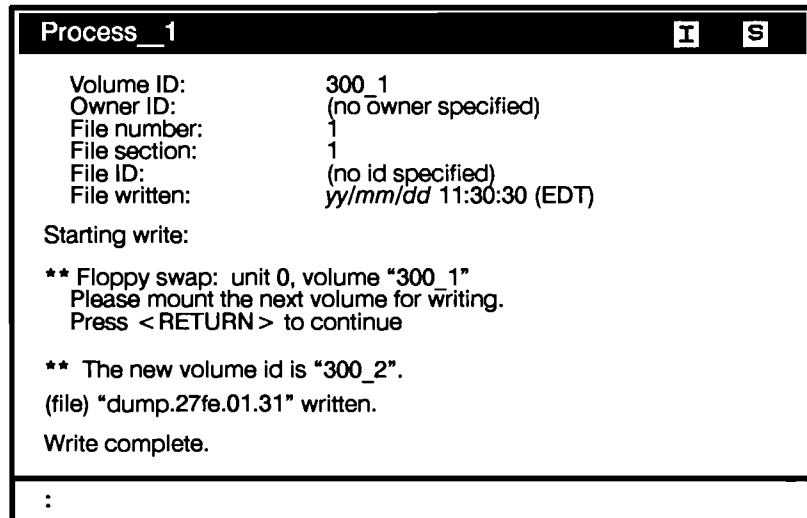 Process__1 I S
Volume ID: 300_1
Owner ID: (no owner specified)
File number: 1
File section: 1
File ID: (no id specified)
File written: yy/mm/dd 11:30:30 (EDT)
Starting write:
** Floppy swap: unit 0, volume “300_1”
Please mount the next volume for writing.
Press <RETURN> to continue
** The new volume id is “300_2”.
(file) “dump.27fe.01.31” written.
Write complete.
: